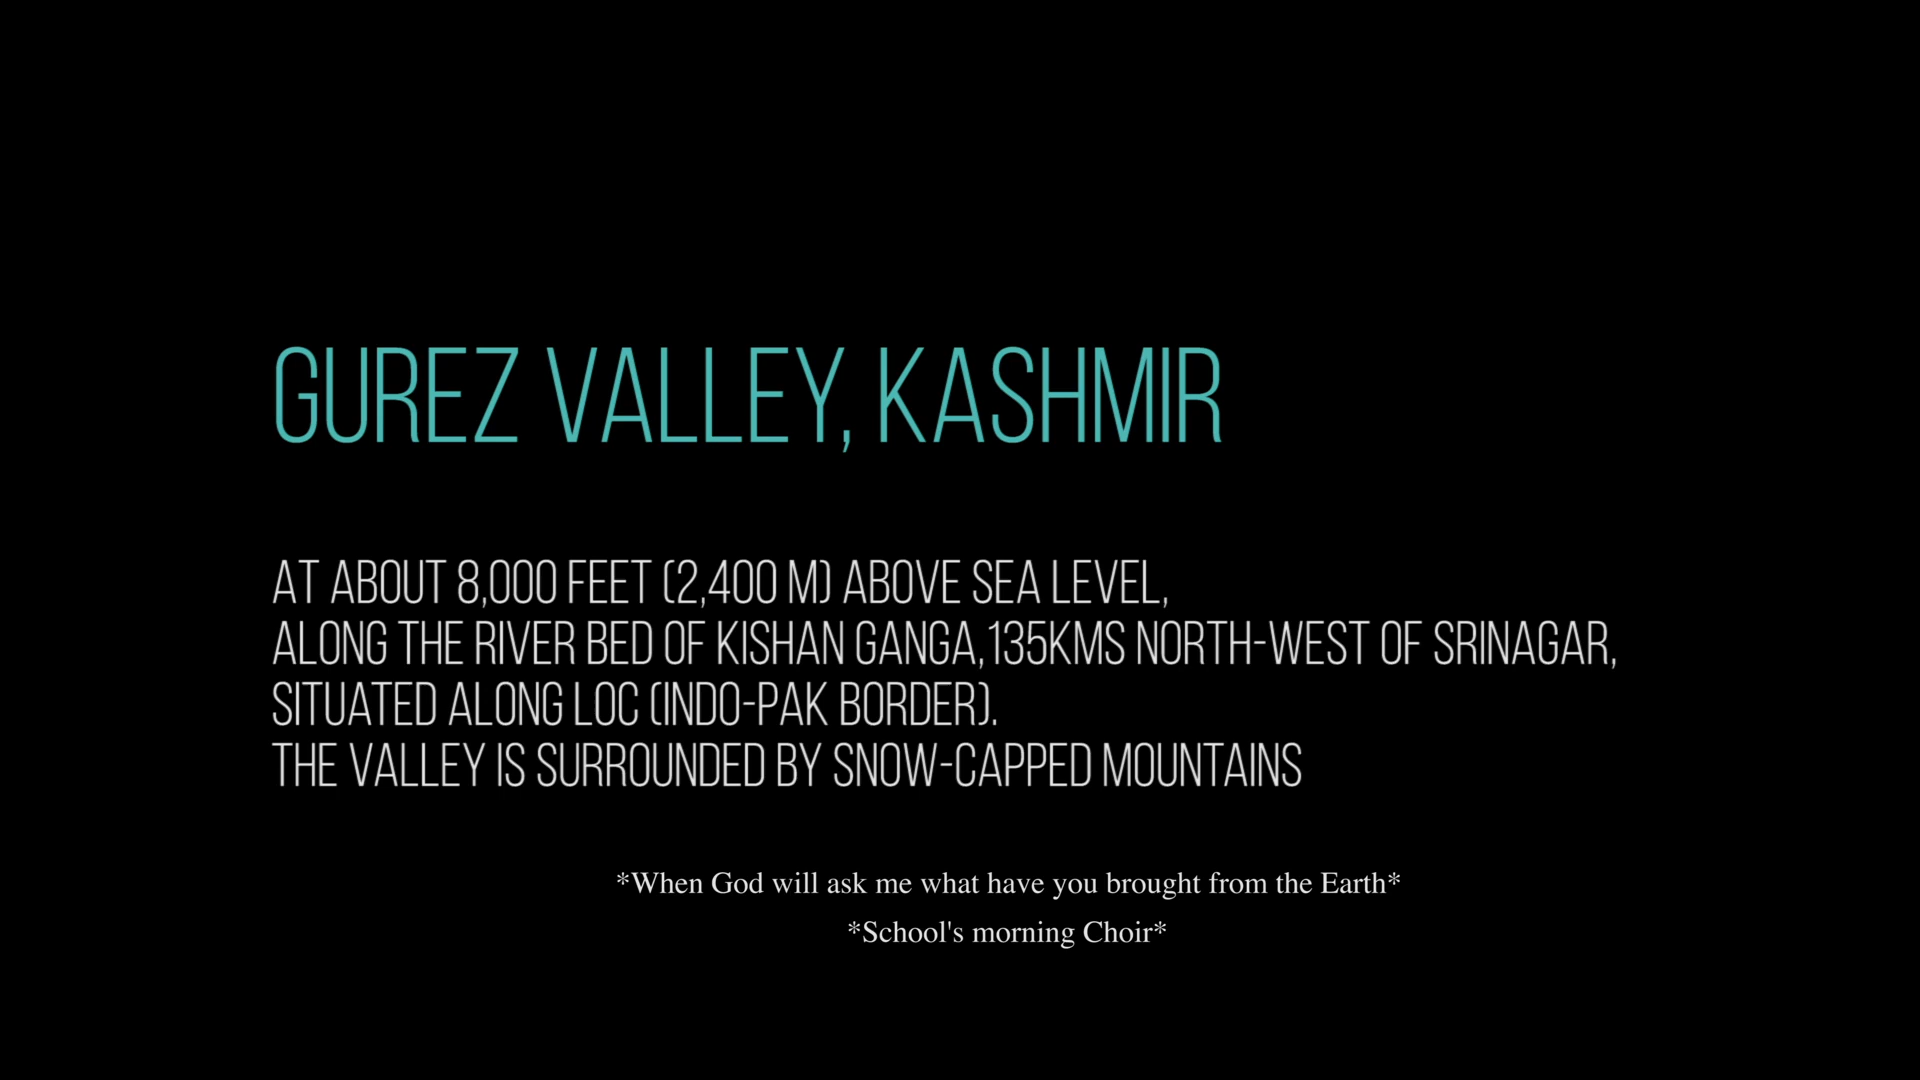 GUREZ VALLEY, KASHMIR
AT ABOUT 8,000 FEET (2,400 M) ABOVE SEA LEVEL,
ALONG THE RIVER BED OF KISHAN GANGA,135KMS NORTH-WEST OF SRINAGAR,
SITUATED ALONG LOC (INDO-PAK BORDER).
THE VALLEY IS SURROUNDED BY SNOW-CAPPED MOUNTAINS
*When God will ask me what have you brought from the Earth*
*School's morning Choir*